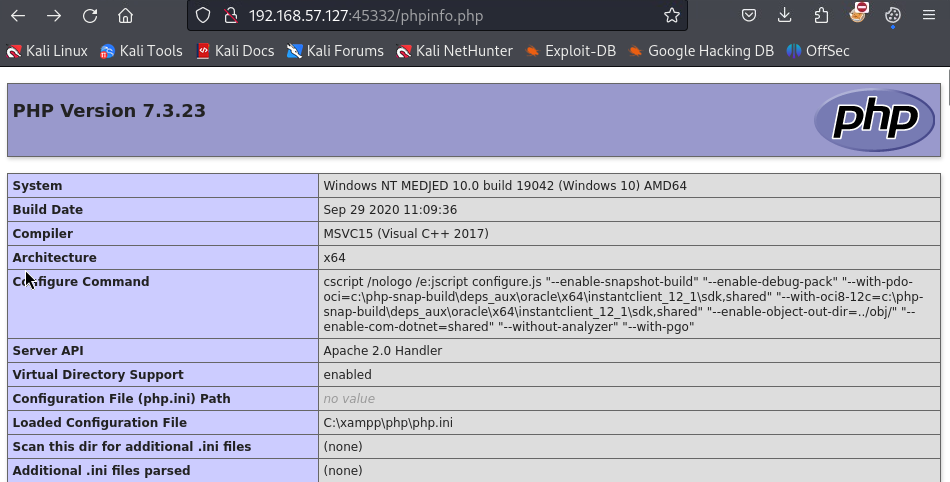 192.168.57.127:45332/phpinfo.php
Kali Linux Kali Tools Kali Docs Kali Forums Kali NetHunter Exploit-DB Google Hacking DB OffSec
PHP Version 7.3.23
php
System Windows NT MEDJED 10.0 build 19042 (Windows 10) AMD64
Build Date Sep 29 2020 11:09:36
Compiler MSVC15 (Visual C++ 2017)
Architecture x64
Configure Command cscript /nologo /e:jscript configure.js "--enable-snapshot-build" "--enable-debug-pack" "--with-pdo-
oci=c:\php-snap-build\deps_aux\oracle\x64\instantclient_12_1\sdk,shared" "--with-oci8-12c=c:\php-
snap-build\deps_aux\oracle\x64\instantclient_12_1\sdk,shared" "--enable-object-out-dir=../obj/" "--
enable-com-dotnet=shared" "--without-analyzer" "--with-pgo"
Server API Apache 2.0 Handler
Virtual Directory Support enabled
Configuration File (php.ini) Path no value
Loaded Configuration File C:\xampp\php\php.ini
Scan this dir for additional .ini files (none)
Additional .ini files parsed (none)